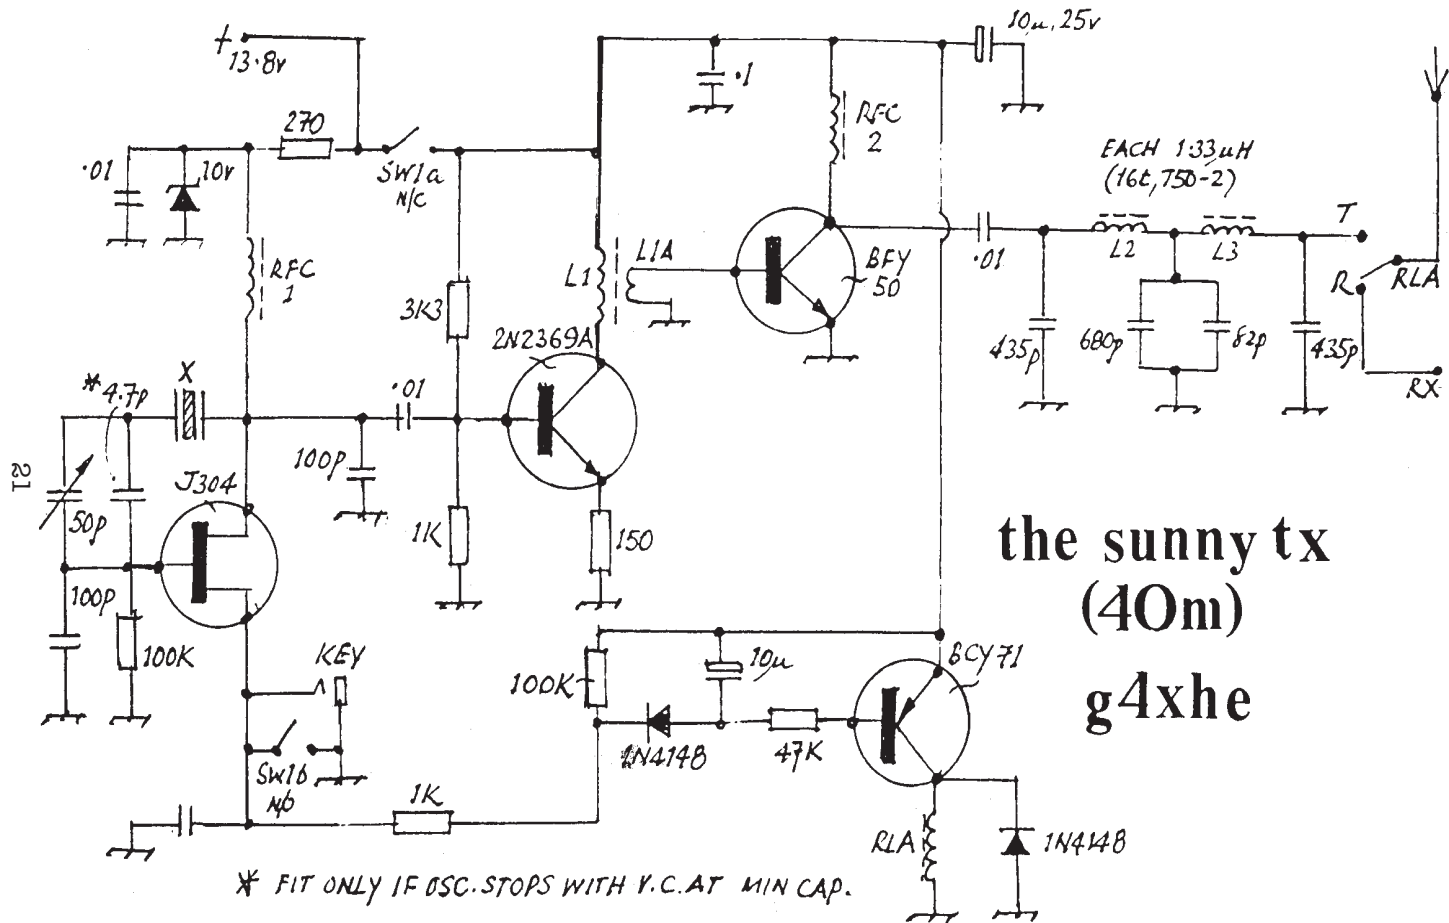 10µ, 25v
+
13.8v
.1
270
RFC
2
EACH 1.33µH
(16t, T50-2)
.01
10v
SW1a
N/C
T
L1A
BFY
50
L1
RFC
1
.01
L2
L3
R
RLA
3K3
2N2369A
435p
680p
82p
435p
X
.01
RX
* 4.7p
100p
J304
21
50p
1K
150
the sunny tx
(40m)
g4xhe
100p
100K
KEY
100K
10µ
BCY71
1N4148
47K
SW1b
N/O
1K
RLA
1N4148
* FIT ONLY IF OSC. STOPS WITH V.C. AT MIN CAP.